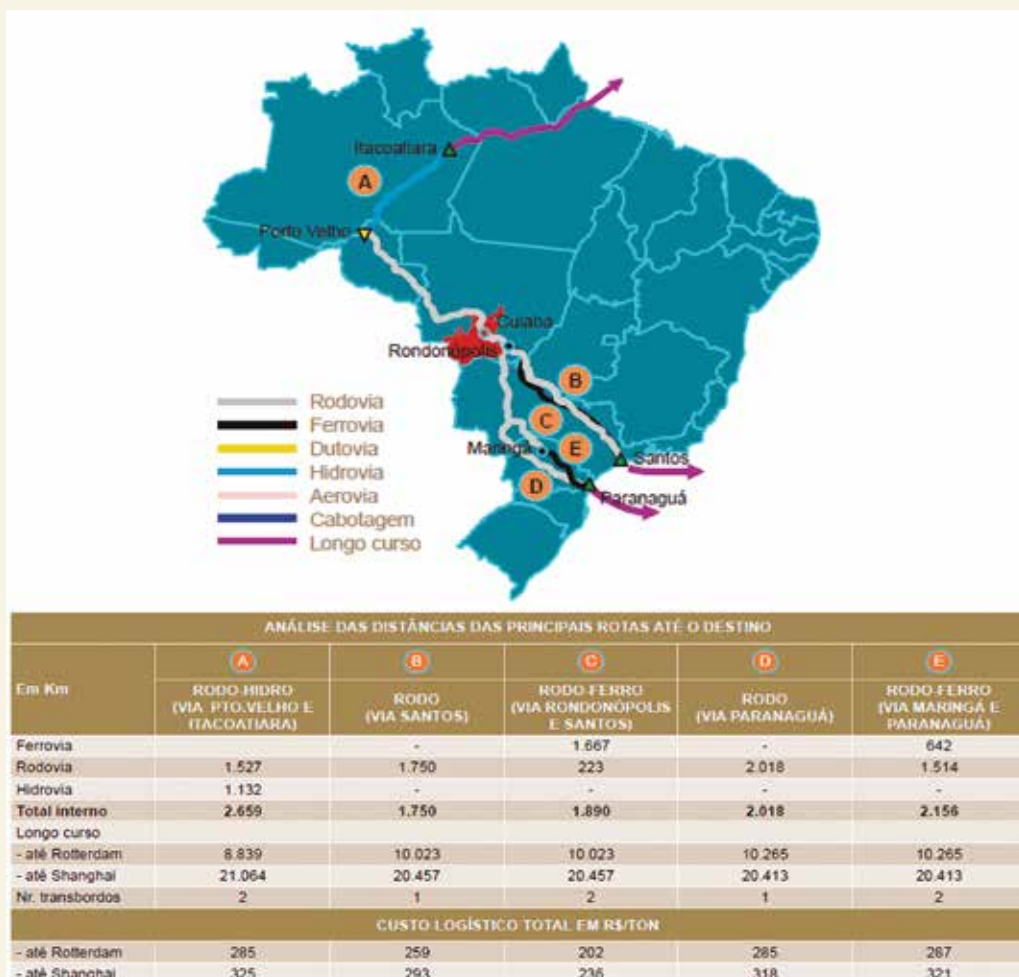 Itacoatiara
A
Porto Velho
Cuiabá
Rondonópolis
B
C
E
Maringá
Santos
D
Paranaguá
Rodovia
Ferrovia
Dutovia
Hidrovia
Aerovia
Cabotagem
Longo curso
ANÁLISE DAS DISTÂNCIAS DAS PRINCIPAIS ROTAS ATÉ O DESTINO
Em Km
A B C D E
RODO-HIDRO (VIA PTO.VELHO E ITACOATIARA) RODO (VIA SANTOS) RODO-FERRO (VIA RONDONÓPOLIS E SANTOS) RODO (VIA PARANAGUÁ) RODO-FERRO (VIA MARINGÁ E PARANAGUÁ)
Ferrovia - 1.667 - 642
Rodovia 1.527 1.750 223 2.018 1.514
Hidrovia 1.132 - - - -
Total interno 2.659 1.750 1.890 2.018 2.156
Longo curso
- até Rotterdam 8.839 10.023 10.023 10.265 10.265
- até Shanghai 21.064 20.457 20.457 20.413 20.413
Nr. transbordos 2 1 2 1 2
CUSTO LOGÍSTICO TOTAL EM R$/TON
- até Rotterdam 285 259 202 285 287
- até Shanghai 325 293 236 318 321